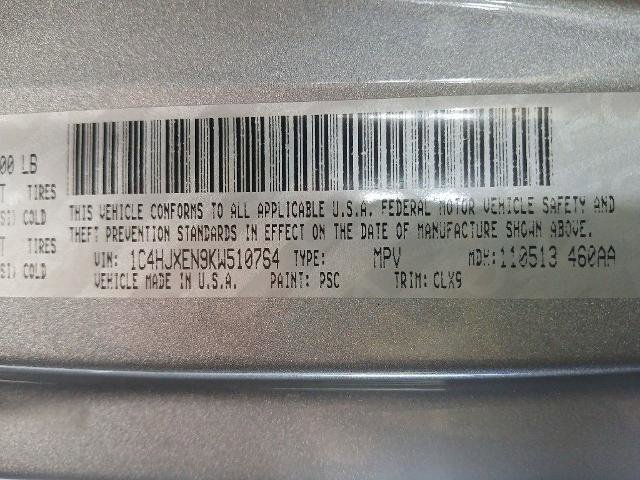 00 LB
TIRES
SI) COLD
THIS VEHICLE CONFORMS TO ALL APPLICABLE U.S.A. FEDERAL MOTOR VEHICLE SAFETY AND
TIRES
THEFT PREVENTION STANDARDS IN EFFECT ON THE DATE OF MANUFACTURE SHOWN ABOVE.
SI) COLD
VIN: 1C4HJXEN9KW510764 TYPE: MPV MDH: 110513 460AA
VEHICLE MADE IN U.S.A. PAINT: PSC TRIM: CLX9